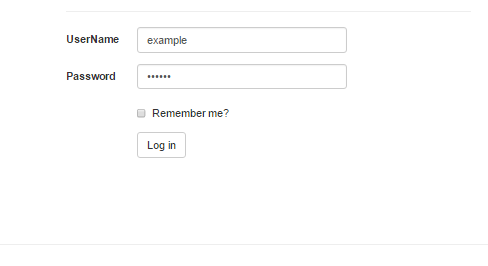 UserName example
Password ••••••
Remember me?
Log in